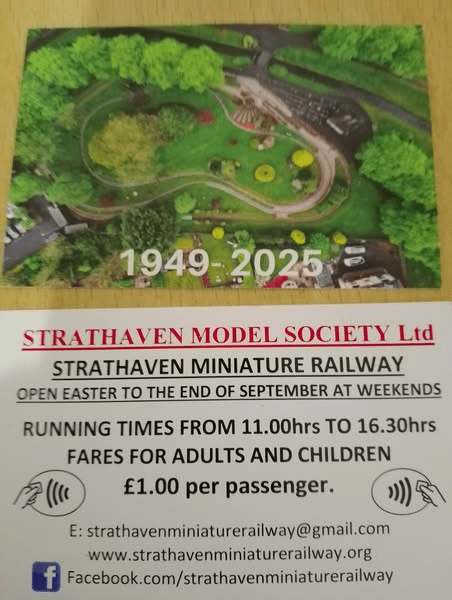 1949-2025
STRATHAVEN MODEL SOCIETY Ltd
STRATHAVEN MINIATURE RAILWAY
OPEN EASTER TO THE END OF SEPTEMBER AT WEEKENDS
RUNNING TIMES FROM 11.00hrs TO 16.30hrs
FARES FOR ADULTS AND CHILDREN
£1.00 per passenger.
E: strathavenminiaturerailway@gmail.com
www.strathavenminiaturerailway.org
f Facebook.com/strathavenminiaturerailway